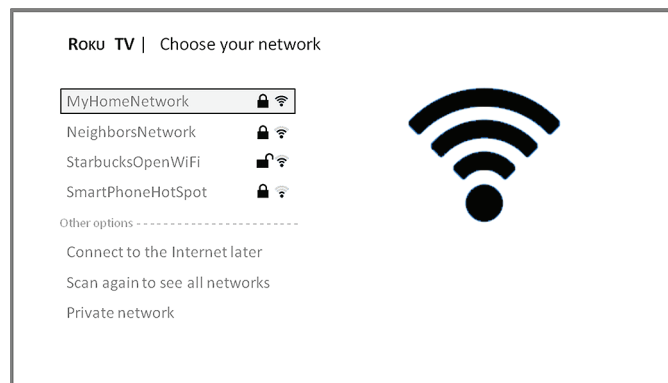 ROKU TV | Choose your network
MyHomeNetwork
NeighborsNetwork
StarbucksOpenWiFi
SmartPhoneHotSpot
Other options
Connect to the Internet later
Scan again to see all networks
Private network